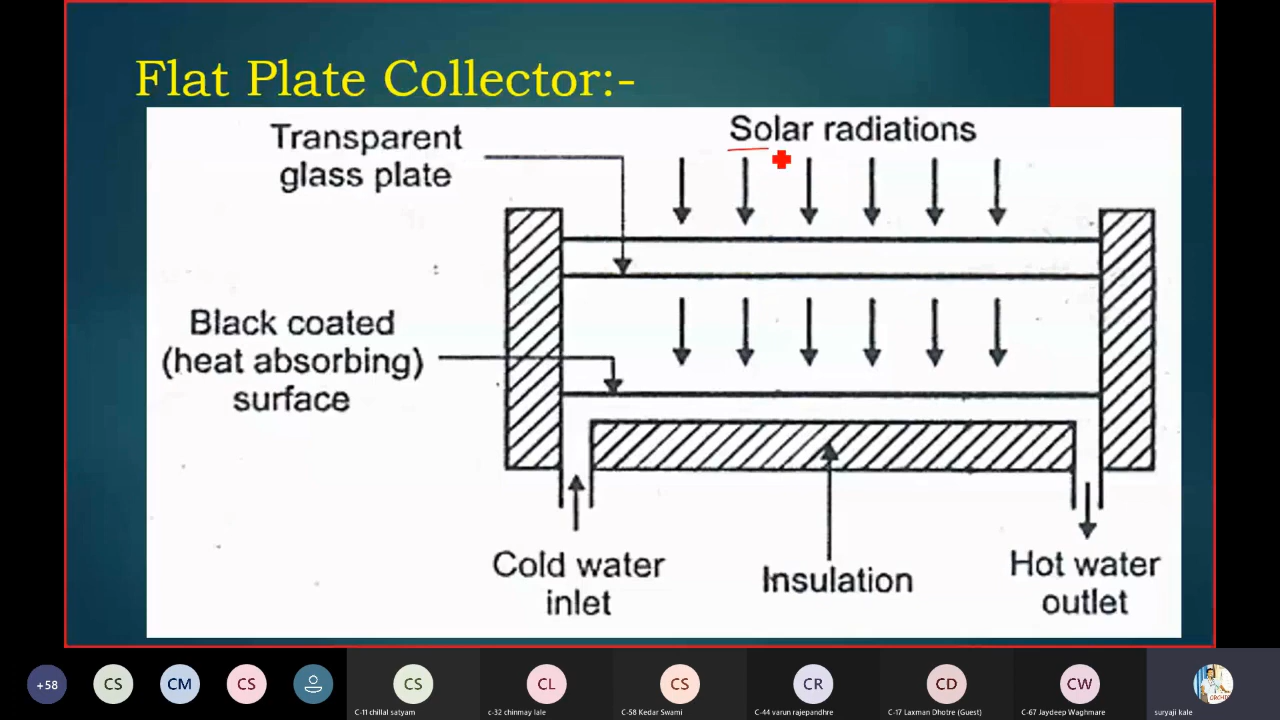 Flat Plate Collector:-
Transparent
glass plate
Solar radiations
Black coated
(heat absorbing)
surface
Cold water
inlet
Insulation
Hot water
outlet
+58
CS
CM
CS
CS
CL
CS
CR
CD
CW
C-11 chillal satyam
c-32 chinmay lale
C-58 Kedar Swami
C-44 varun rajepandhre
C-17 Laxman Dhotre (Guest)
C-67 Jaydeep Waghmare
suryaji kale